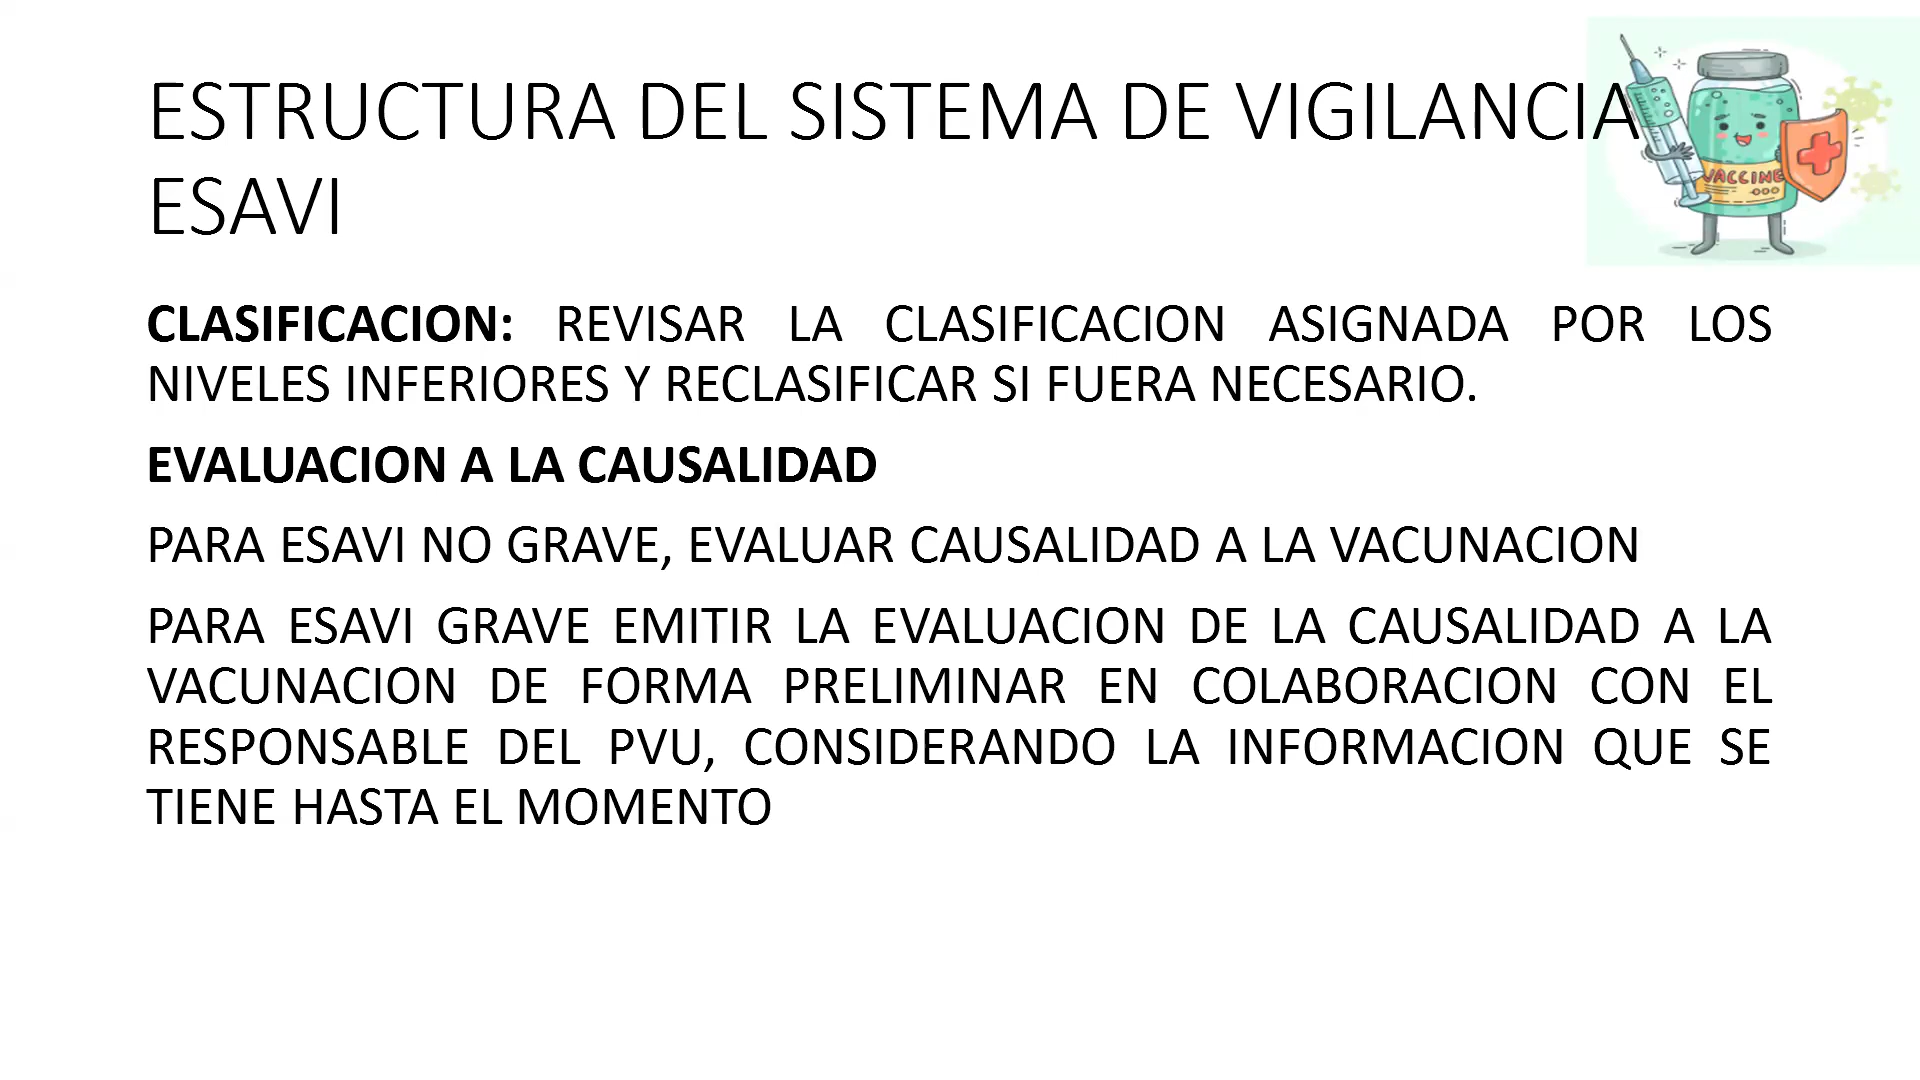 ESTRUCTURA DEL SISTEMA DE VIGILANCIA
ESAVI
VACCINE
CLASIFICACION: REVISAR LA CLASIFICACION ASIGNADA POR LOS
NIVELES INFERIORES Y RECLASIFICAR SI FUERA NECESARIO.
EVALUACION A LA CAUSALIDAD
PARA ESAVI NO GRAVE, EVALUAR CAUSALIDAD A LA VACUNACION
PARA ESAVI GRAVE EMITIR LA EVALUACION DE LA CAUSALIDAD A LA
VACUNACION DE FORMA PRELIMINAR EN COLABORACION CON EL
RESPONSABLE DEL PVU, CONSIDERANDO LA INFORMACION QUE SE
TIENE HASTA EL MOMENTO